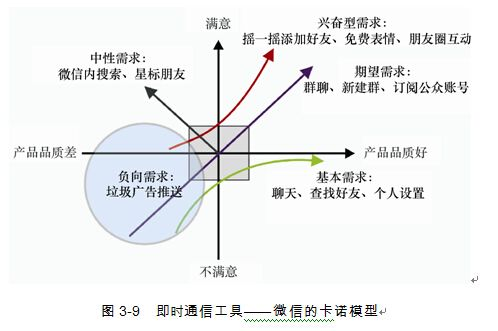 满意
兴奋型需求:
摇一摇添加好友、免费表情、朋友圈互动
中性需求:
微信内搜索、星标朋友
期望需求:
群聊、新建群、订阅公众账号
产品品质差
产品品质好
负向需求:
垃圾广告推送
基本需求:
聊天、查找好友、个人设置
不满意
图 3-9 即时通信工具——微信的卡诺模型